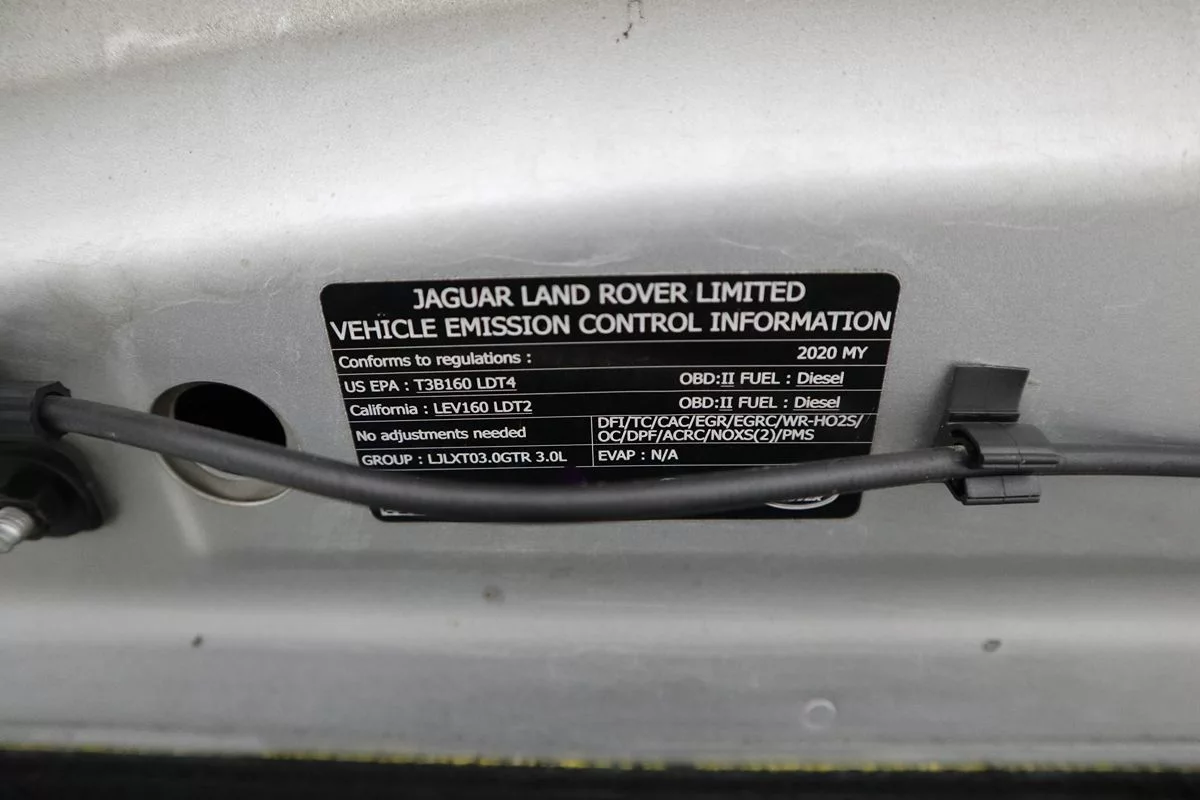 JAGUAR LAND ROVER LIMITED
VEHICLE EMISSION CONTROL INFORMATION
Conforms to regulations : 2020 MY
US EPA : T3B160 LDT4 OBD:II FUEL : Diesel
California : LEV160 LDT2 OBD:II FUEL : Diesel
No adjustments needed
DFI/TC/CAC/EGR/EGRC/WR-HO2S/
OC/DPF/ACRC/NOXS(2)/PMS
GROUP : LJLXT03.0GTR 3.0L EVAP : N/A